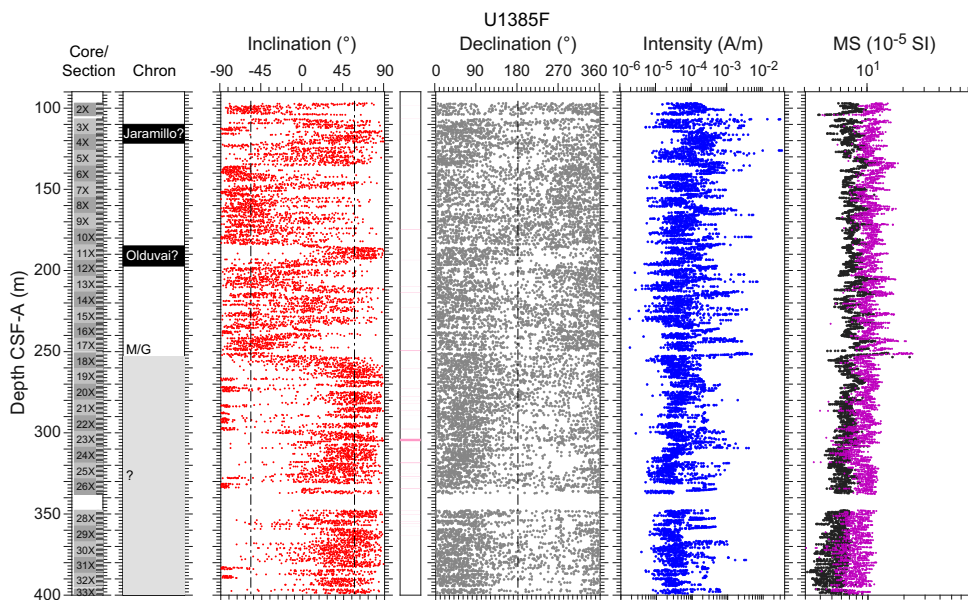 U1385F
Core/
Section
Chron
Inclination (°)
Declination (°)
Intensity (A/m)
MS (10-5 SI)
-90 -45 0 45 90
0 90 180 270 360
10-6 10-5 10-4 10-3 10-2
101
Depth CSF-A (m)
100
150
200
250
300
350
400
2X
3X
4X
5X
6X
7X
8X
9X
10X
11X
12X
13X
14X
15X
16X
17X
18X
19X
20X
21X
22X
23X
24X
25X
26X
28X
29X
30X
31X
32X
33X
Jaramillo?
Olduvai?
M/G
?